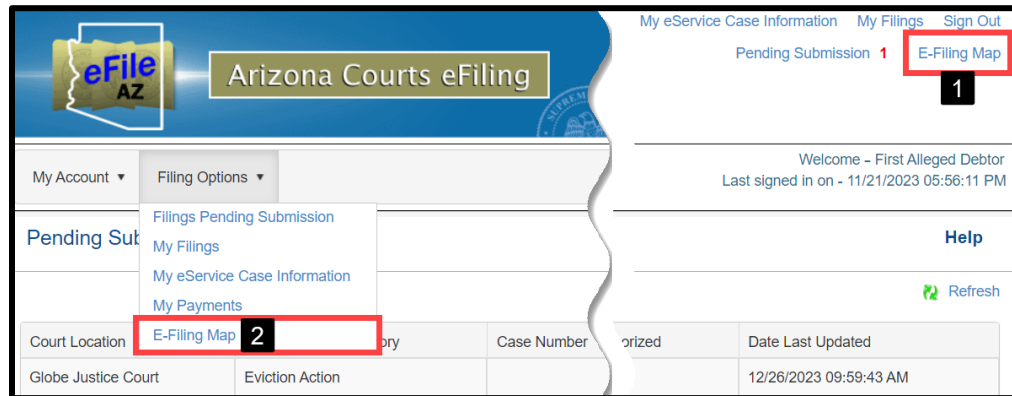 My eService Case Information My Filings Sign Out
Pending Submission 1 E-Filing Map
1
eFile
AZ
Arizona Courts eFiling
SUPREM
My Account ▼ Filing Options ▼
Welcome - First Alleged Debtor
Last signed in on - 11/21/2023 05:56:11 PM
Filings Pending Submission
My Filings
My eService Case Information
My Payments
E-Filing Map 2
Pending Sub
Help
Refresh
Court Location ory Case Number orized Date Last Updated
Globe Justice Court Eviction Action 12/26/2023 09:59:43 AM